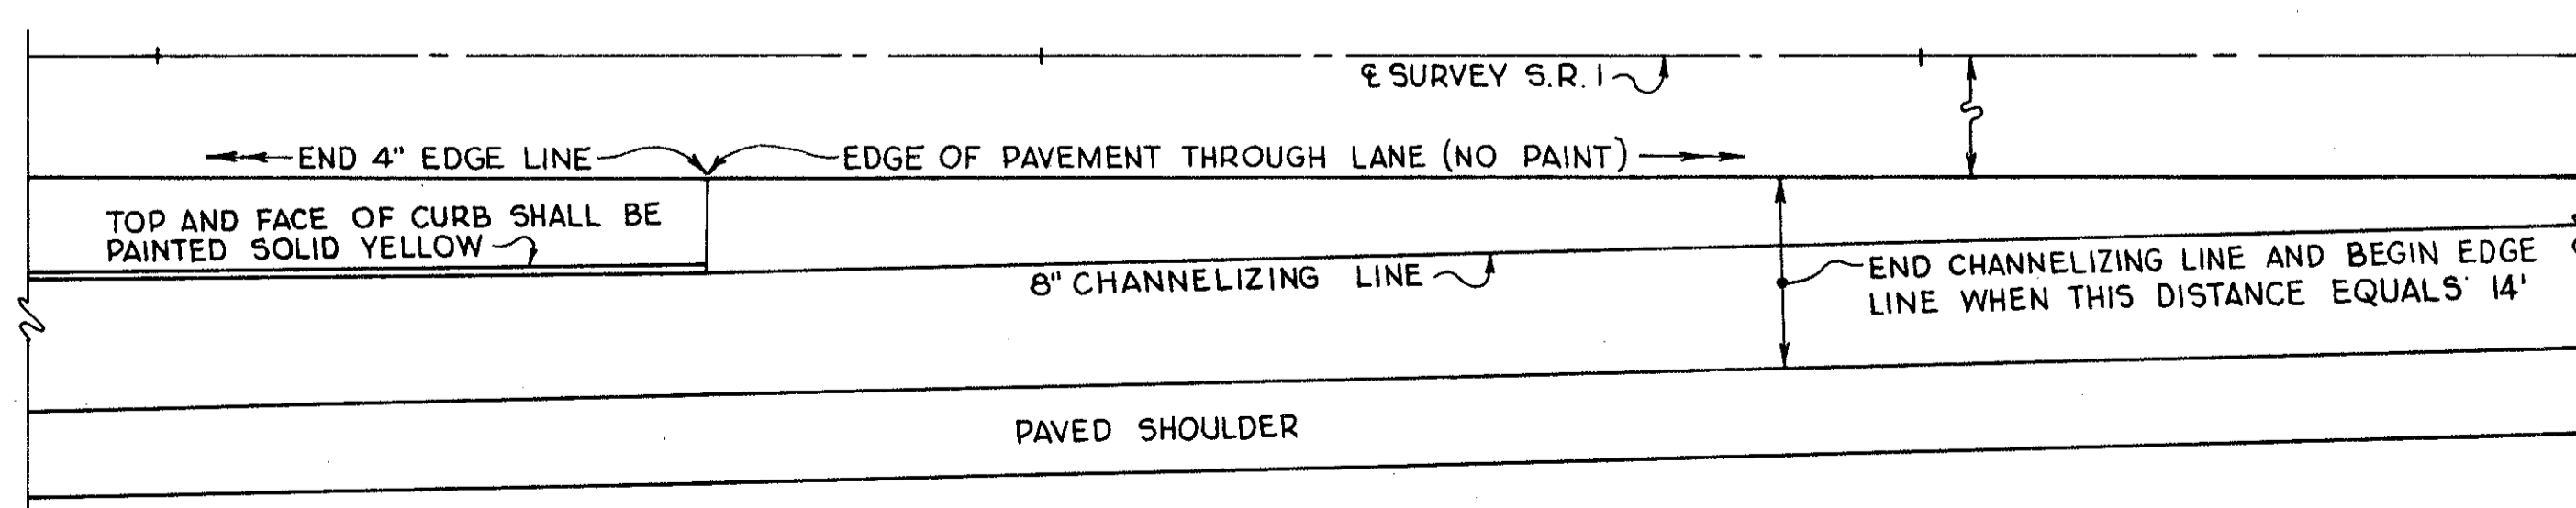 ℄ SURVEY S.R. 1
END 4" EDGE LINE
EDGE OF PAVEMENT THROUGH LANE (NO PAINT)
TOP AND FACE OF CURB SHALL BE
PAINTED SOLID YELLOW
8" CHANNELIZING LINE
END CHANNELIZING LINE AND BEGIN EDGE
LINE WHEN THIS DISTANCE EQUALS 14'
PAVED SHOULDER